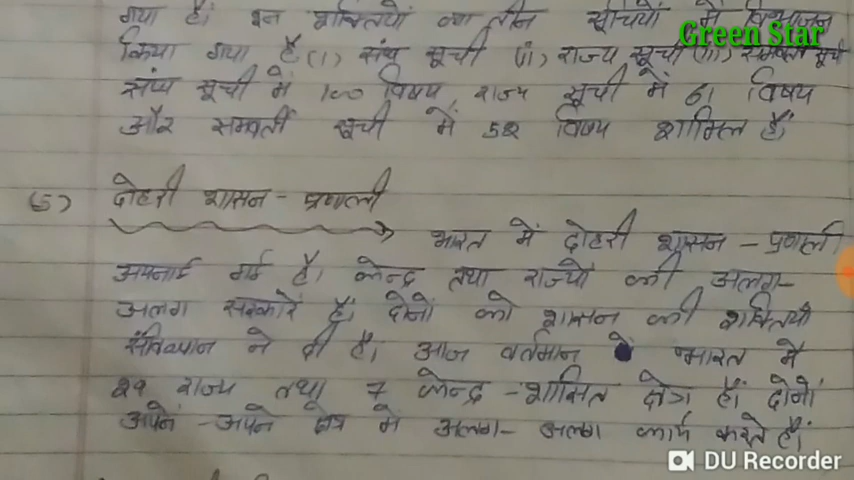 गया है। इन शक्तियों का तीन सूचियों में विभाजन
Green Star
किया गया है (i) संघ सूची (ii) राज्य सूची (iii) समवर्ती सूची
संघ सूची में 100 विषय, राज्य सूची में 61 विषय
और समवर्ती सूची में 52 विषय शामिल हैं।
(5) दोहरी शासन - प्रणाली
भारत में दोहरी शासन - प्रणाली
अपनाई गई है। केन्द्र तथा राज्यों की अलग-
अलग सरकारें हैं। दोनों को शासन की शक्तियाँ
संविधान ने दी है। आज वर्तमान भारत में
29 राज्य तथा 7 केन्द्र - शासित क्षेत्र हैं। दोनों
अपने - अपने क्षेत्र में अलग - अलग कार्य करते हैं।
DU Recorder